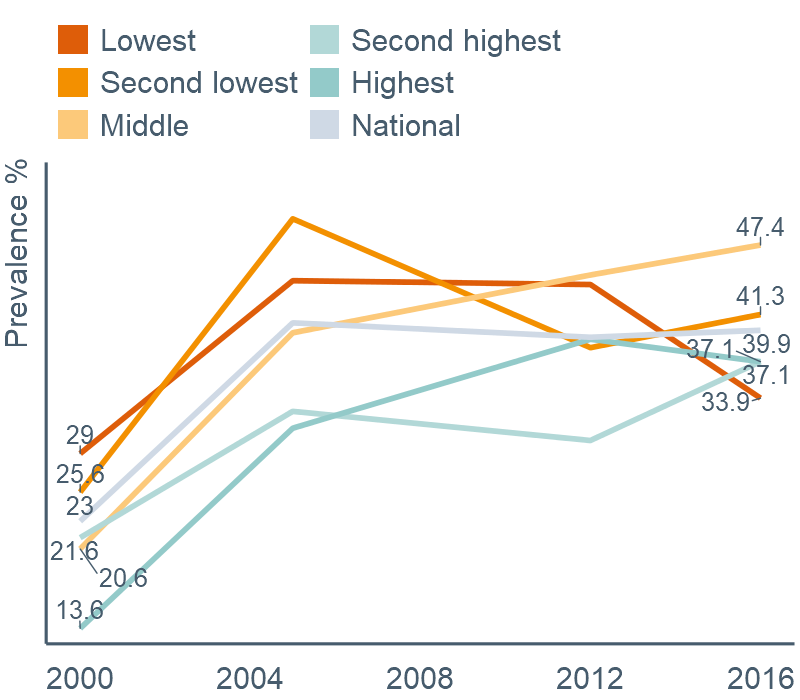 Lowest
Second highest
Second lowest
Highest
Middle
National
Prevalence %
47.4
41.3
37.1
39.9
37.1
33.9
29
25.6
23
21.6
20.6
13.6
2000
2004
2008
2012
2016